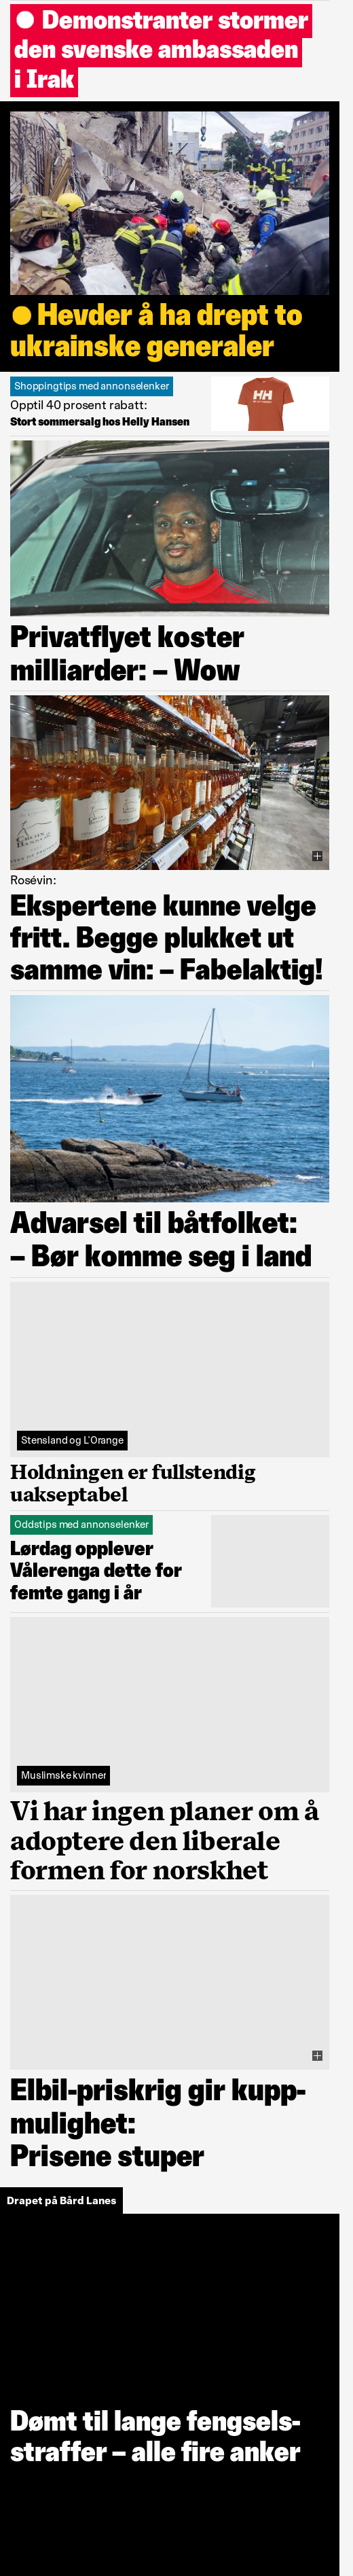 Demonstranter stormer
den svenske ambassaden
i Irak
Hevder å ha drept to
ukrainske generaler
Shoppingtips med annonselenker
Opptil 40 prosent rabatt:
Stort sommersalg hos Helly Hansen
HH
Privatflyet koster
milliarder: – Wow
Rosévin:
Ekspertene kunne velge
fritt. Begge plukket ut
samme vin: – Fabelaktig!
Advarsel til båtfolket:
– Bør komme seg i land
Stensland og L'Orange
Holdningen er fullstendig
uakseptabel
Oddstips med annonselenker
Lørdag opplever
Vålerenga dette for
femte gang i år
Muslimske kvinner
Vi har ingen planer om å
adoptere den liberale
formen for norskhet
Elbil-priskrig gir kupp-
mulighet:
Prisene stuper
Drapet på Bård Lanes
Dømt til lange fengsels-
straffer – alle fire anker